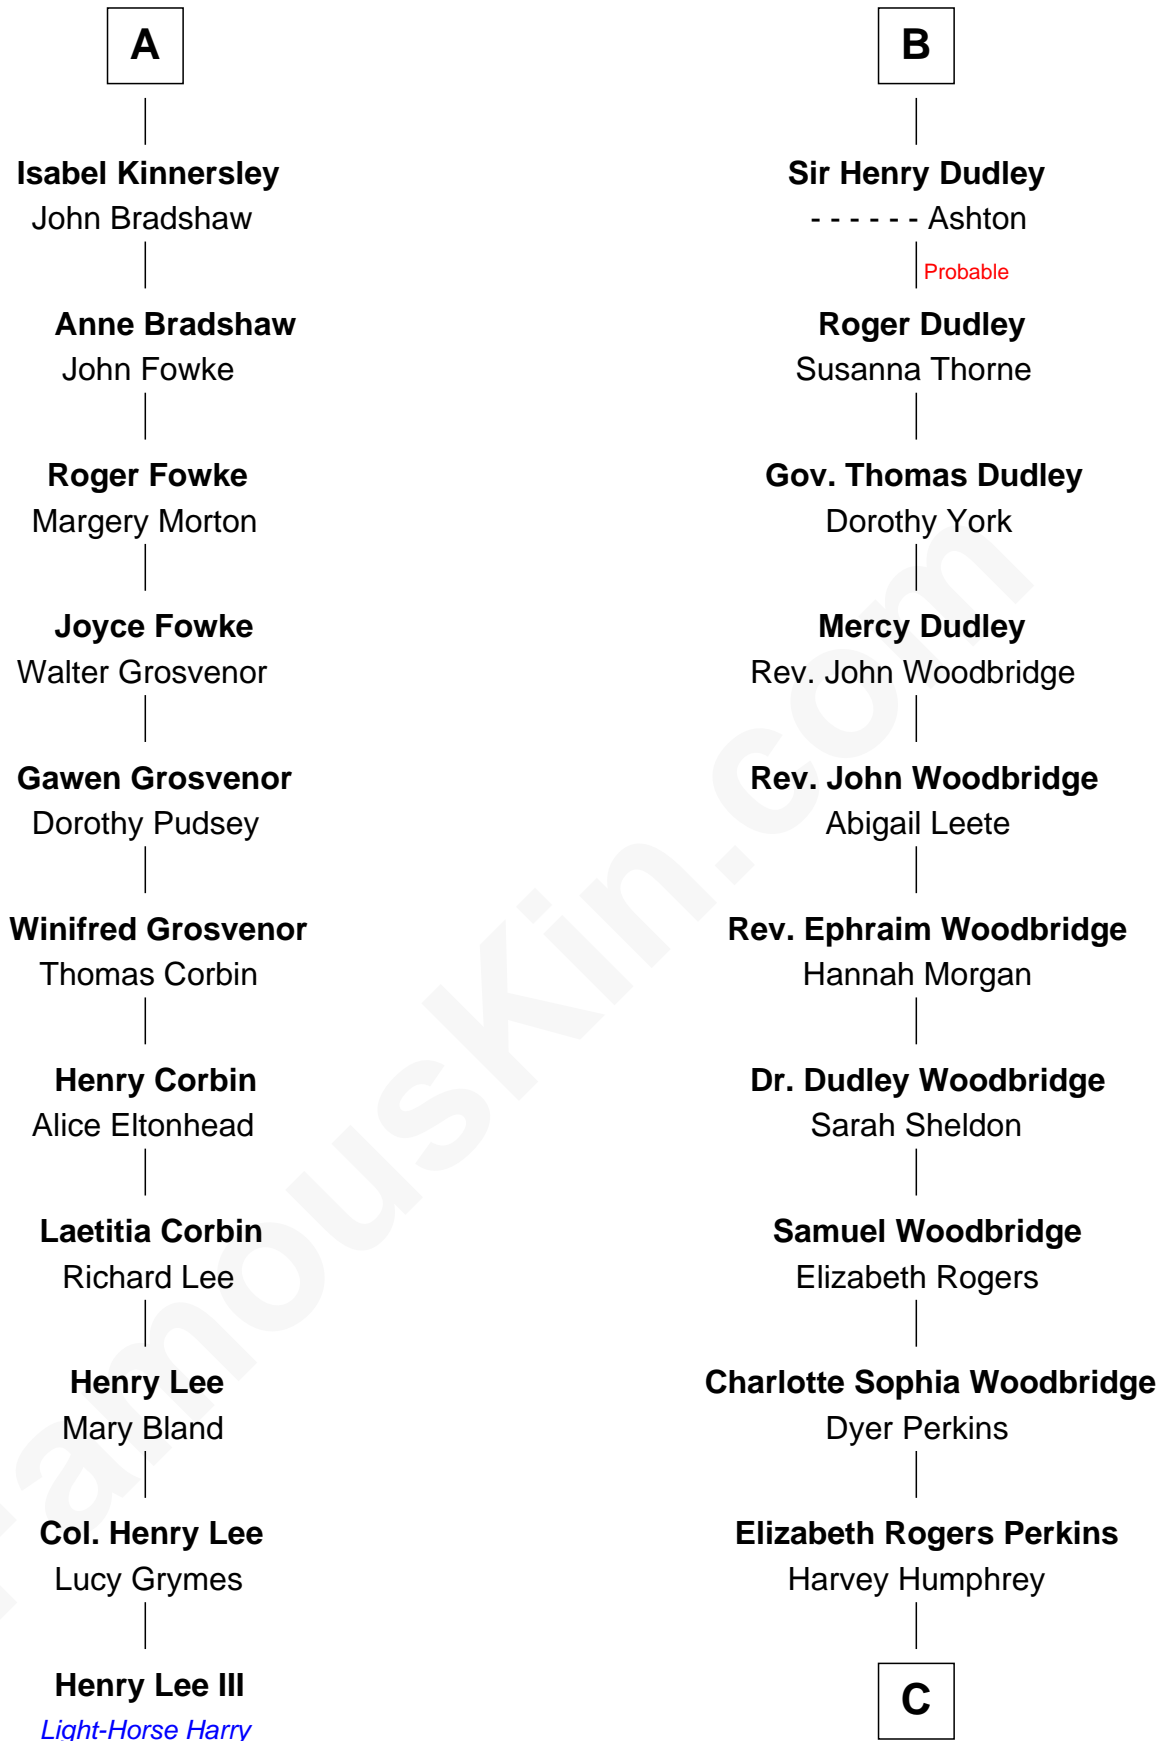 A
Isabel Kinnersley
John Bradshaw
Anne Bradshaw
John Fowke
Roger Fowke
Margery Morton
Joyce Fowke
Walter Grosvenor
Gawen Grosvenor
Dorothy Pudsey
Winifred Grosvenor
Thomas Corbin
Henry Corbin
Alice Eltonhead
Laetitia Corbin
Richard Lee
Henry Lee
Mary Bland
Col. Henry Lee
Lucy Grymes
Henry Lee III
Light-Horse Harry
B
Sir Henry Dudley
- - - - - - Ashton
Probable
Roger Dudley
Susanna Thorne
Gov. Thomas Dudley
Dorothy York
Mercy Dudley
Rev. John Woodbridge
Rev. John Woodbridge
Abigail Leete
Rev. Ephraim Woodbridge
Hannah Morgan
Dr. Dudley Woodbridge
Sarah Sheldon
Samuel Woodbridge
Elizabeth Rogers
Charlotte Sophia Woodbridge
Dyer Perkins
Elizabeth Rogers Perkins
Harvey Humphrey
C
FamousKin.com